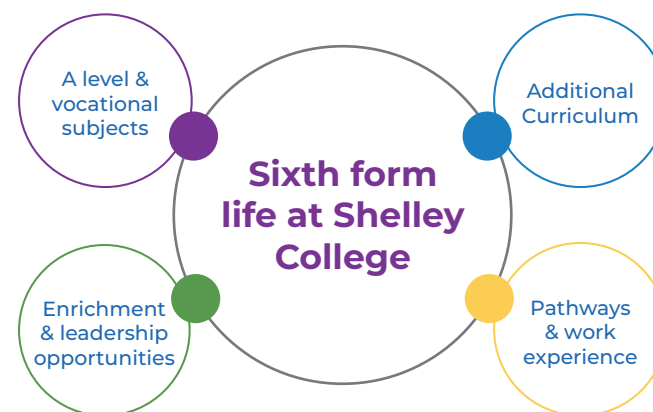 A level &
vocational
subjects
Additional
Curriculum
Sixth form
life at Shelley
College
Enrichment
& leadership
opportunities
Pathways
& work
experience